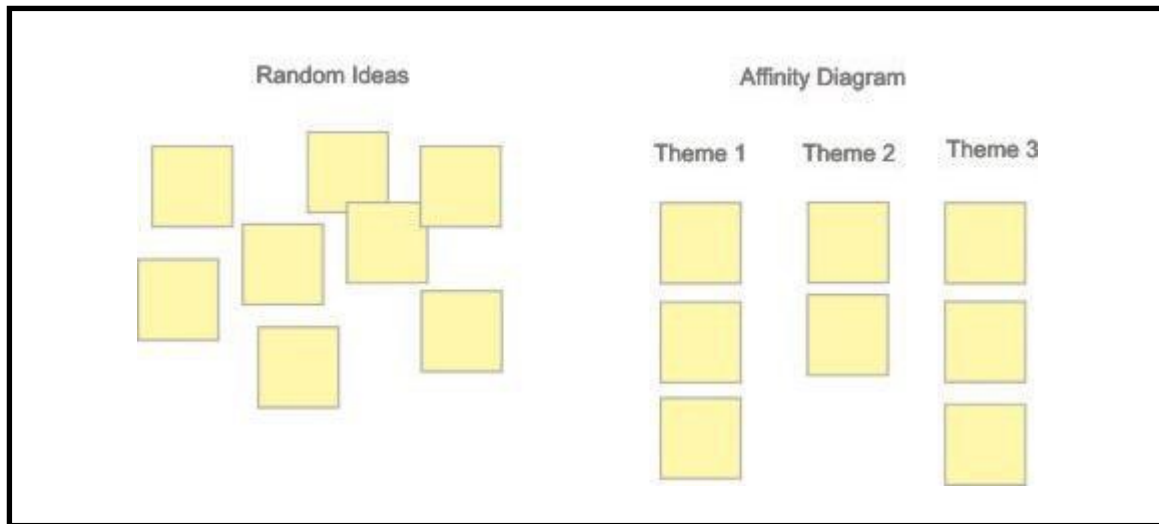 Random Ideas
Affinity Diagram
Theme 1
Theme 2
Theme 3